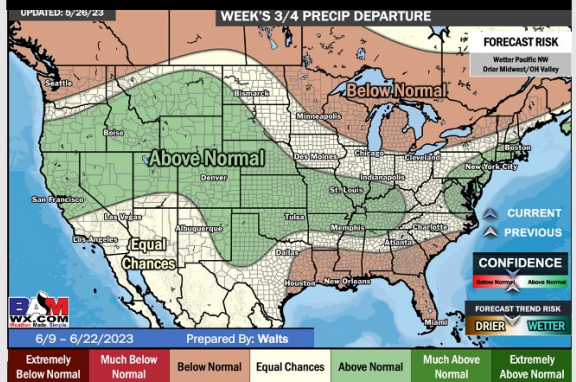 UPDATED: 5/26/23
WEEK'S 3/4 PRECIP DEPARTURE
FORECAST RISK
Wetter Pacific NW
Drier Midwest/OH Valley
Seattle
Bismarck
Below Normal
Minneapolis
Boise
Above Normal
Des Moines
Chicago
Cleveland
Boston
New York City
Denver
Indianapolis
St. Louis
San Francisco
Las Vegas
Tulsa
Memphis
Charlotte
Los Angeles
Albuquerque
Atlanta
Equal
Chances
Dallas
Houston
New Orleans
Miami
CURRENT
PREVIOUS
CONFIDENCE
Below Normal
Above Normal
FORECAST TREND RISK
DRIER
WETTER
BAM
WX.COM
Weather. Made. Simple.
6/9 – 6/22/2023
Prepared By: Walts
Extremely
Below Normal
Much Below
Normal
Below Normal
Equal Chances
Above Normal
Much Above
Normal
Extremely
Above Normal